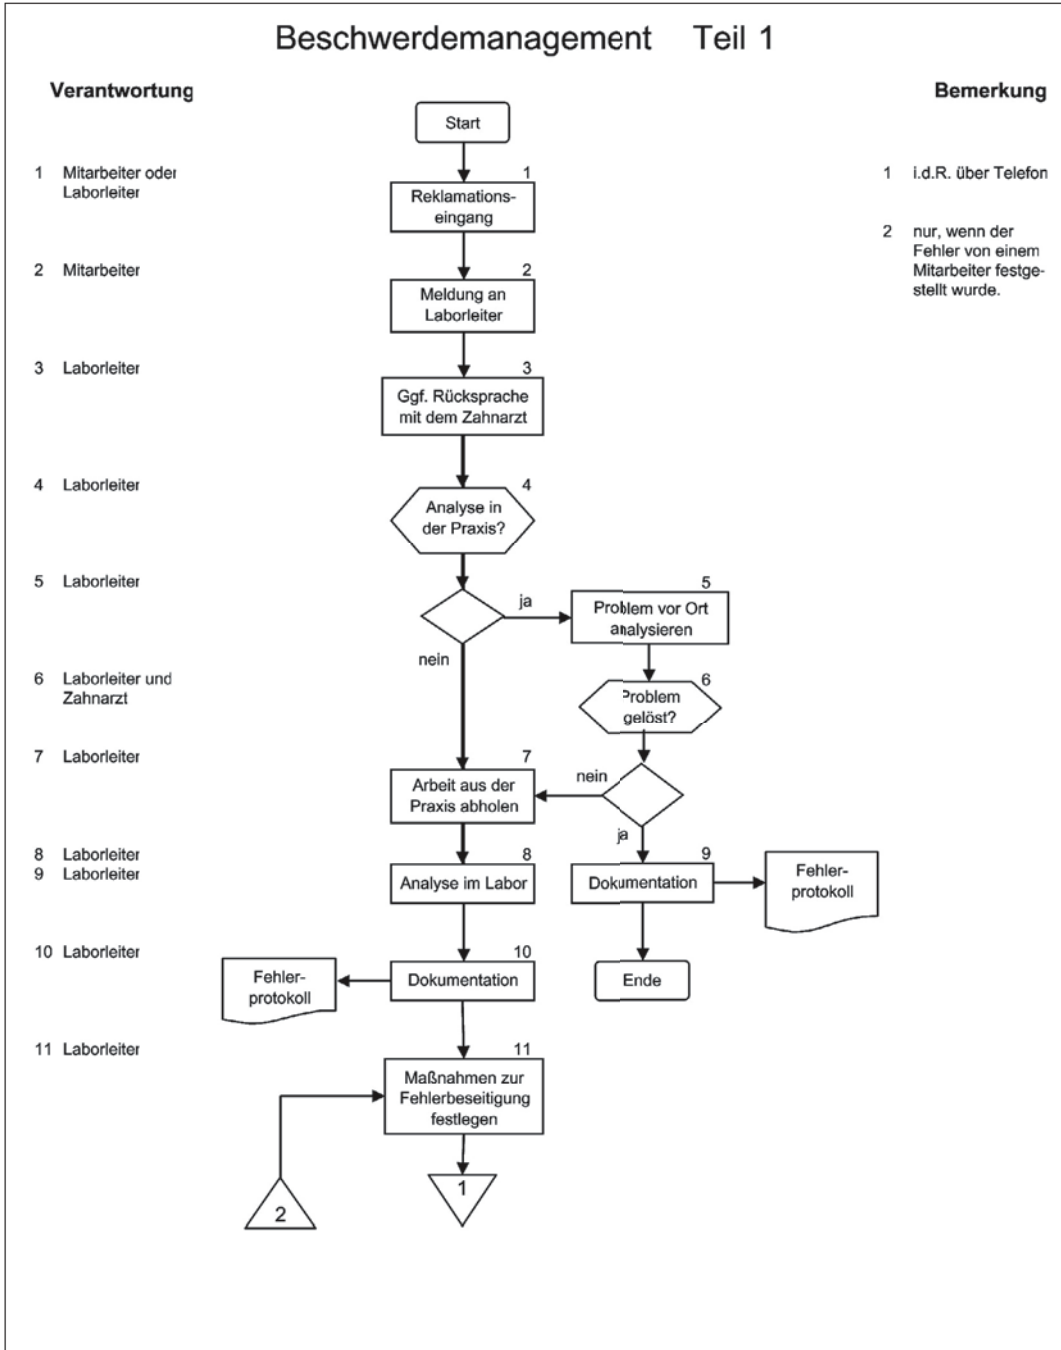 Beschwerdemanagement Teil 1
Verantwortung
Bemerkung
Start
1 Mitarbeiter oder
Laborleiter
1
Reklamations-
eingang
1 i.d.R. über Telefon
2 nur, wenn der
Fehler von einem
Mitarbeiter festge-
stellt wurde.
2 Mitarbeiter
2
Meldung an
Laborleiter
3 Laborleiter
3
Ggf. Rücksprache
mit dem Zahnarzt
4 Laborleiter
4
Analyse in
der Praxis?
5 Laborleiter
ja
nein
5
Problem vor Ort
analysieren
6 Laborleiter und
Zahnarzt
6
Problem
gelöst?
7 Laborleiter
7
Arbeit aus der
Praxis abholen
nein
ja
8 Laborleiter
9 Laborleiter
8
Analyse im Labor
9
Dokumentation
Fehler-
protokoll
10 Laborleiter
10
Dokumentation
Fehler-
protokoll
Ende
11 Laborleiter
11
Maßnahmen zur
Fehlerbeseitigung
festlegen
2
1